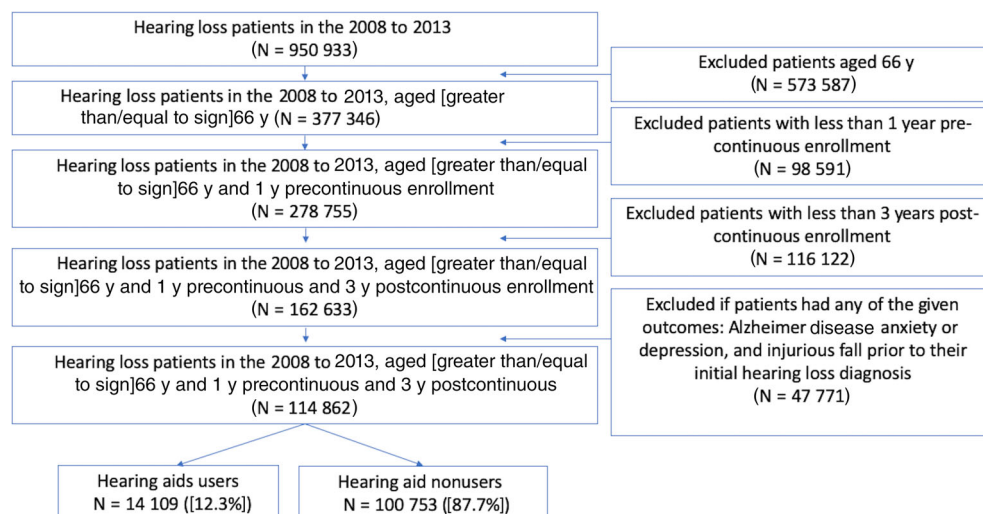 Hearing loss patients in the 2008 to 2013
(N = 950 933)
Excluded patients aged 66 y
(N = 573 587)
Hearing loss patients in the 2008 to 2013, aged [greater
than/equal to sign]66 y (N = 377 346)
Excluded patients with less than 1 year pre-
continuous enrollment
(N = 98 591)
Hearing loss patients in the 2008 to 2013, aged [greater than/equal
to sign]66 y and 1 y precontinuous enrollment
(N = 278 755)
Excluded patients with less than 3 years post-
continuous enrollment
(N = 116 122)
Hearing loss patients in the 2008 to 2013, aged [greater than/equal
to sign]66 y and 1 y precontinuous and 3 y postcontinuous enrollment
(N = 162 633)
Excluded if patients had any of the given
outcomes: Alzheimer disease anxiety or
depression, and injurious fall prior to their
initial hearing loss diagnosis
(N = 47 771)
Hearing loss patients in the 2008 to 2013, aged [greater than/equal
to sign]66 y and 1 y precontinuous and 3 y postcontinuous
(N = 114 862)
Hearing aids users
N = 14 109 ([12.3%])
Hearing aid nonusers
N = 100 753 ([87.7%])